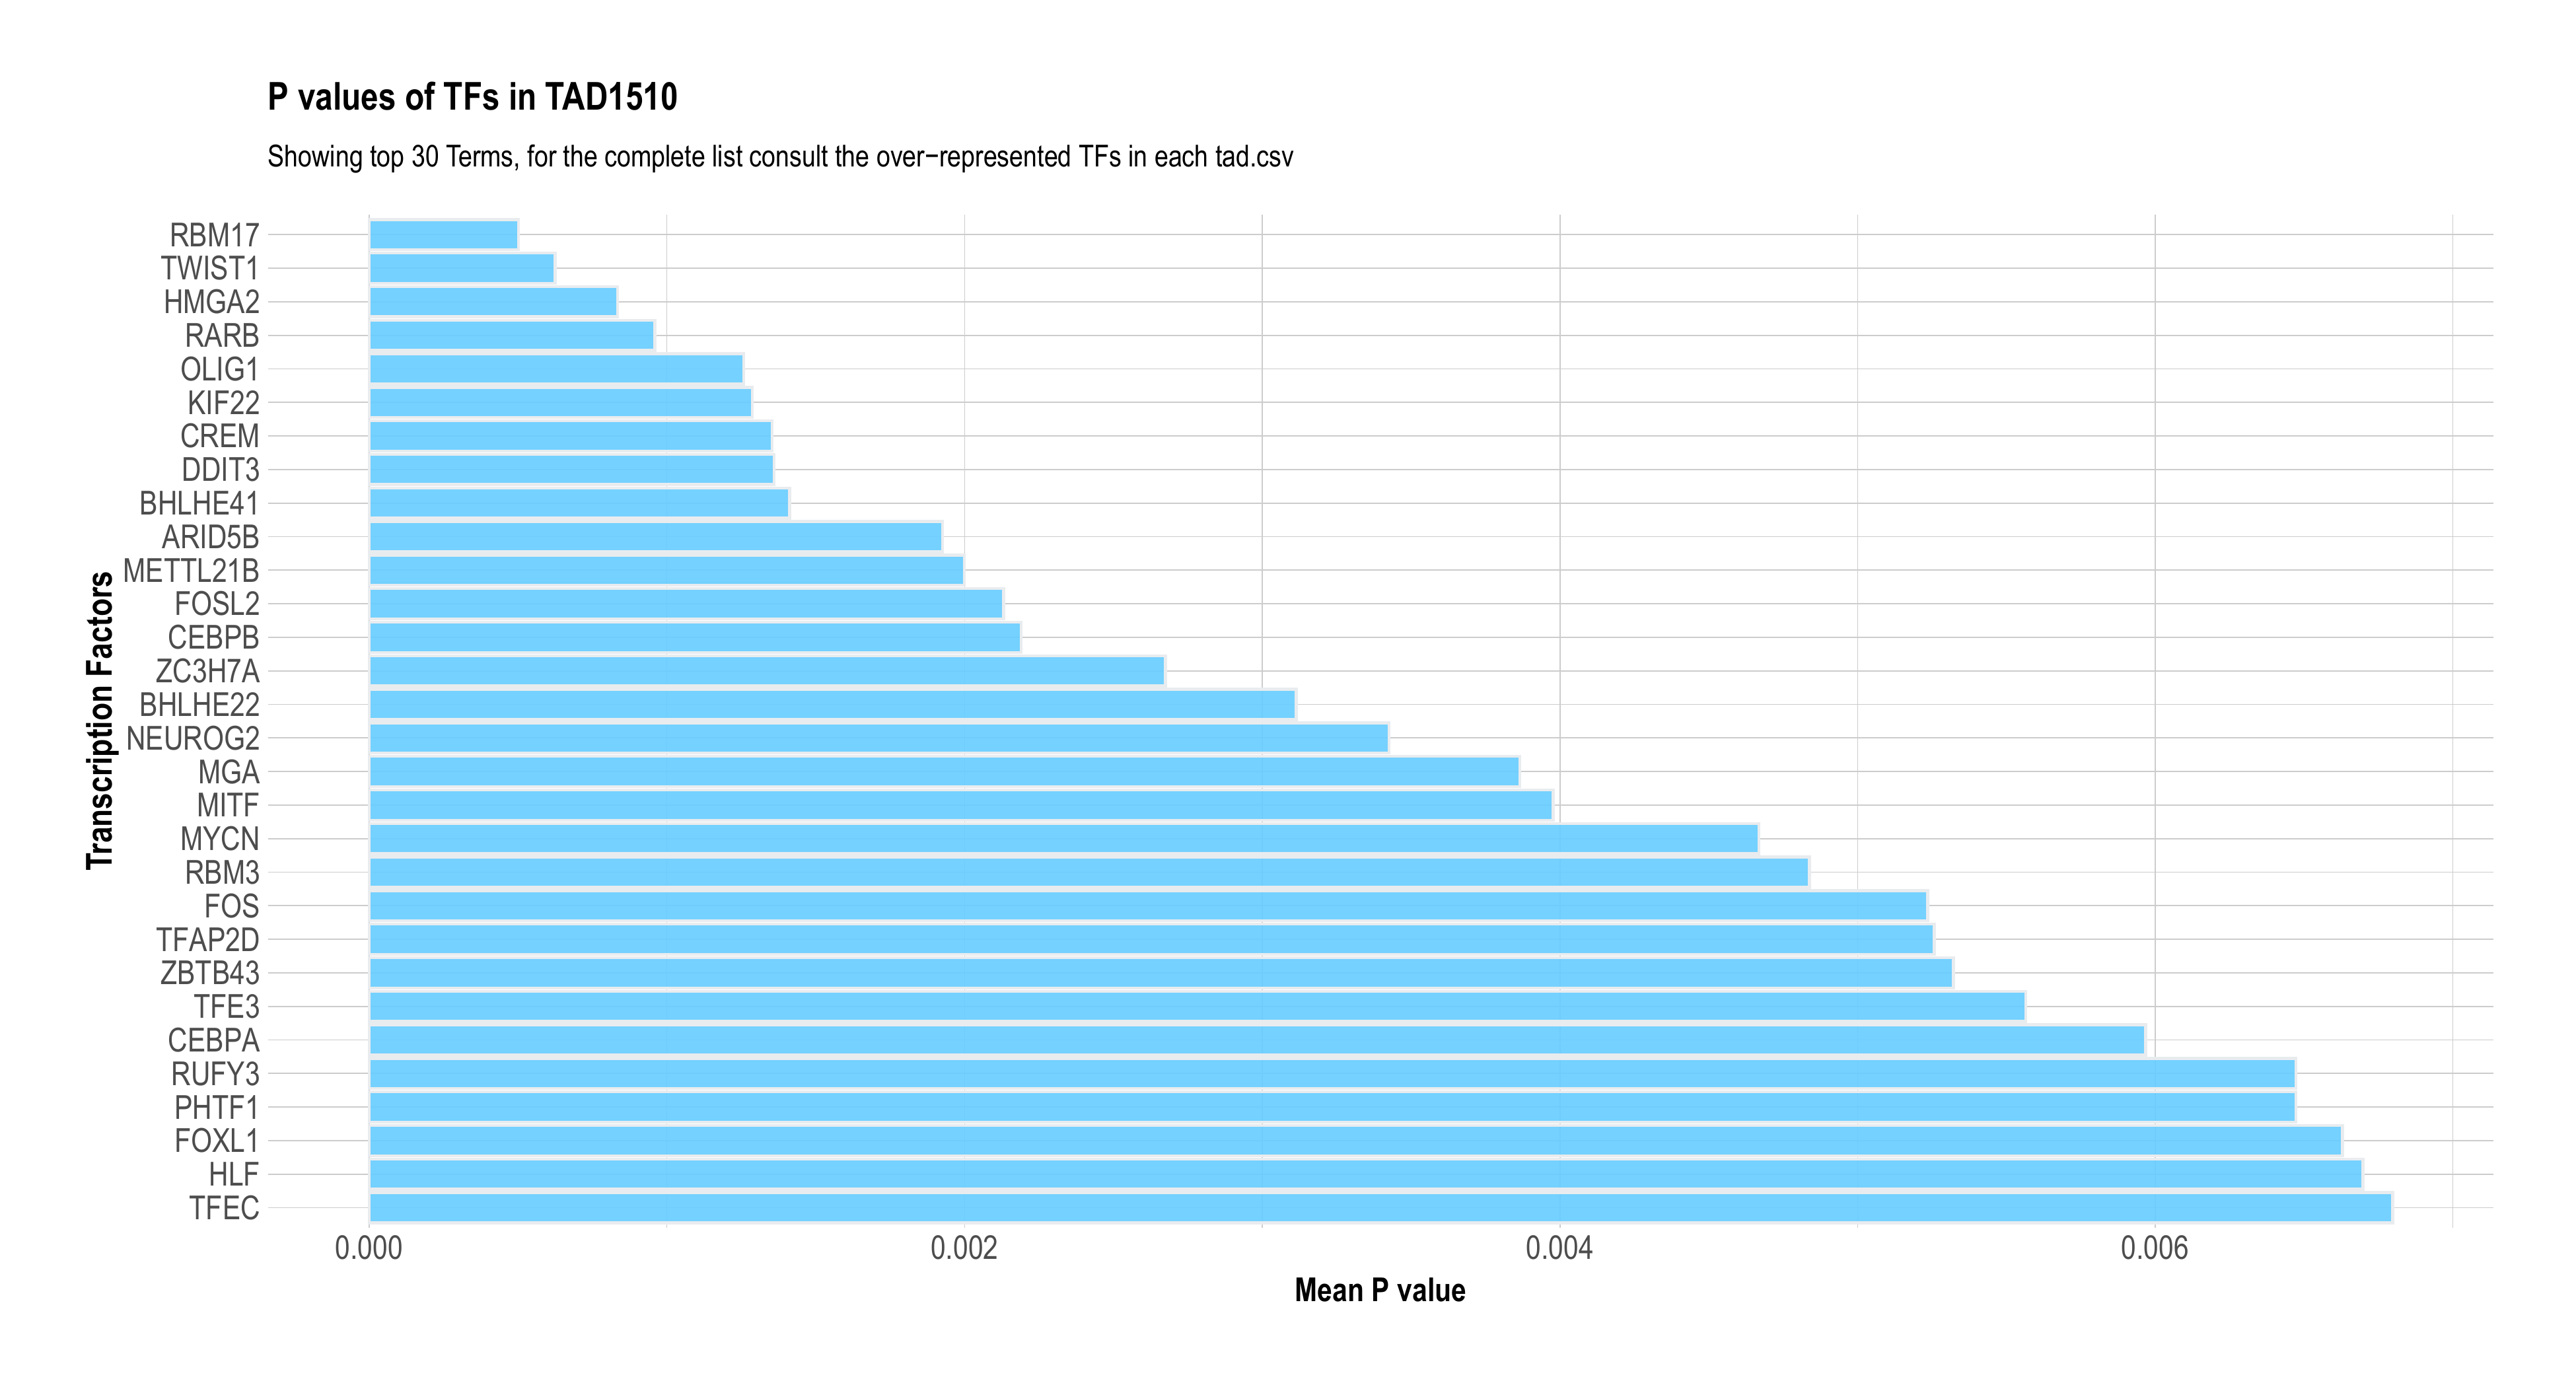 P values of TFs in TAD1510
Showing top 30 Terms, for the complete list consult the over−represented TFs in each tad.csv
Transcription Factors
RBM17
TWIST1
HMGA2
RARB
OLIG1
KIF22
CREM
DDIT3
BHLHE41
ARID5B
METTL21B
FOSL2
CEBPB
ZC3H7A
BHLHE22
NEUROG2
MGA
MITF
MYCN
RBM3
FOS
TFAP2D
ZBTB43
TFE3
CEBPA
RUFY3
PHTF1
FOXL1
HLF
TFEC
0.000 0.002 0.004 0.006
Mean P value